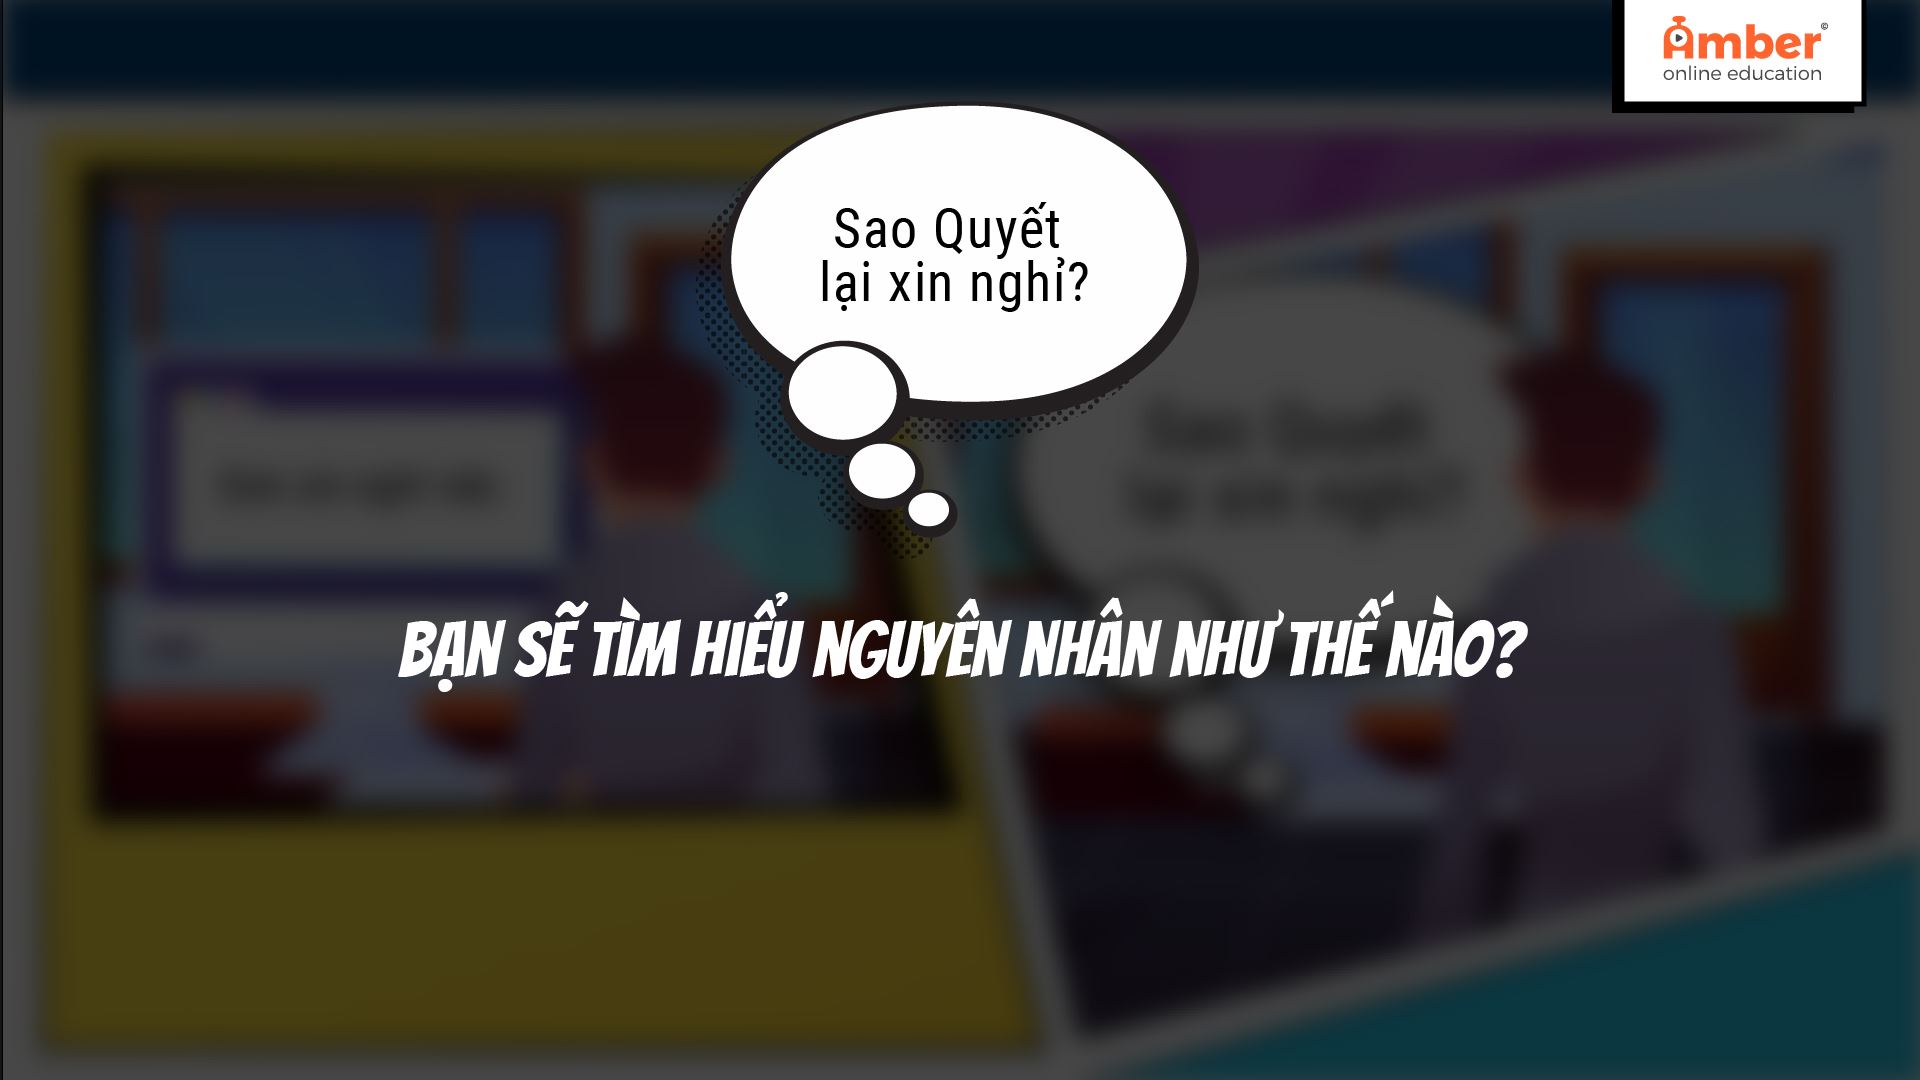 Amber©
online education
Sao Quyết
lại xin nghỉ?
BẠN SẼ TÌM HIỂU NGUYÊN NHÂN NHƯ THẾ NÀO?